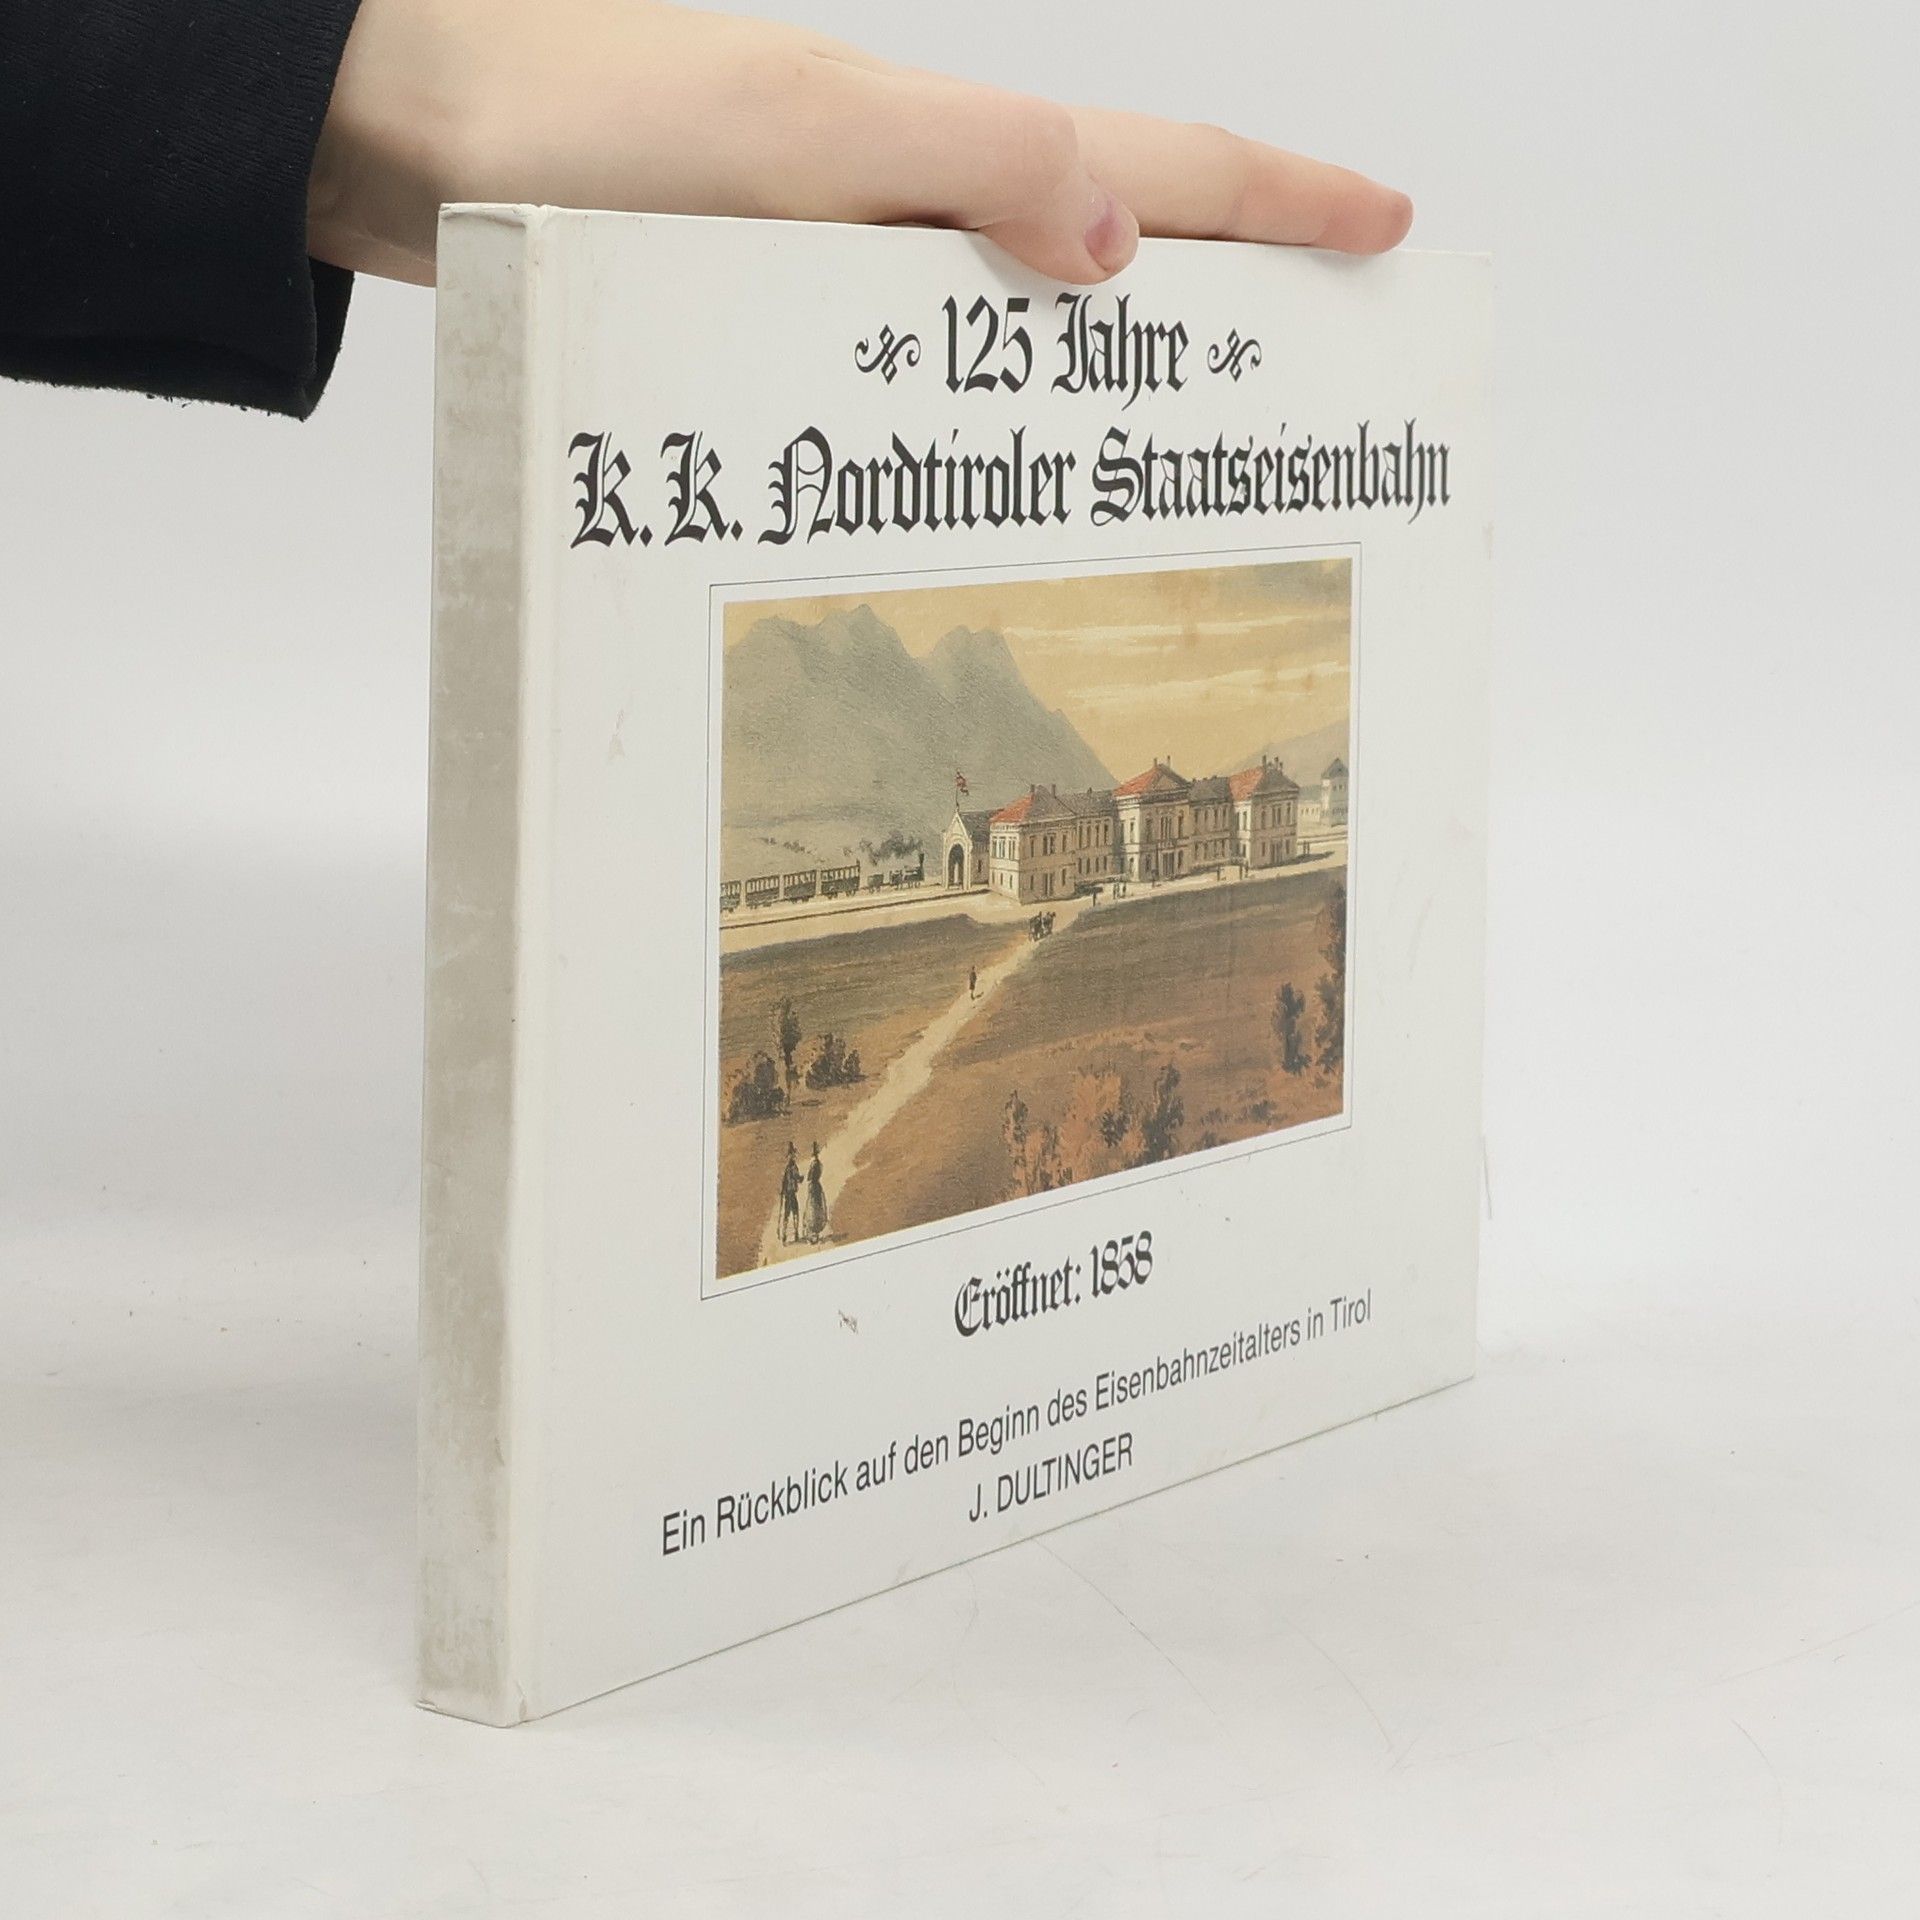 125 Jahre
K. K. Nordtiroler Staatseisenbahn
Eröffnet: 1858
Ein Rückblick auf den Beginn des Eisenbahnzeitalters in Tirol
J. DULTINGER